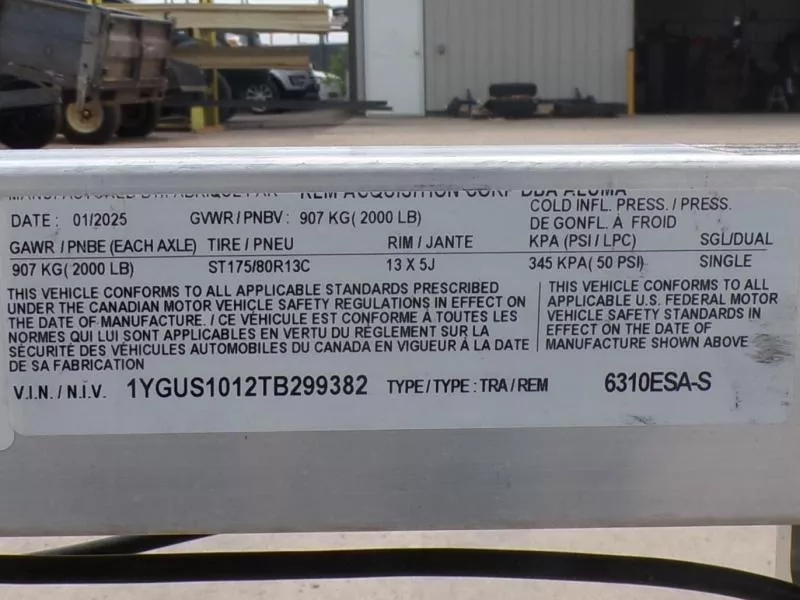 MANUFACTURED BY/FABRIQUE PAR REM ACQUISITION CORP DBA ALUMA
DATE: 01/2025 GVWR / PNBV: 907 KG( 2000 LB) COLD INFL. PRESS. / PRESS.
DE GONFL. À FROID
GAWR / PNBE (EACH AXLE) TIRE / PNEU RIM / JANTE KPA (PSI / LPC) SGL/DUAL
907 KG( 2000 LB) ST175/80R13C 13 X 5J 345 KPA( 50 PSI) SINGLE
THIS VEHICLE CONFORMS TO ALL APPLICABLE STANDARDS PRESCRIBED
UNDER THE CANADIAN MOTOR VEHICLE SAFETY REGULATIONS IN EFFECT ON
THE DATE OF MANUFACTURE. / CE VÉHICULE EST CONFORME À TOUTES LES
NORMES QUI LUI SONT APPLICABLES EN VERTU DU RÈGLEMENT SUR LA
SÉCURITÉ DES VÉHICULES AUTOMOBILES DU CANADA EN VIGUEUR À LA DATE
DE SA FABRICATION
THIS VEHICLE CONFORMS TO ALL
APPLICABLE U.S. FEDERAL MOTOR
VEHICLE SAFETY STANDARDS IN
EFFECT ON THE DATE OF
MANUFACTURE SHOWN ABOVE
V.I.N. / N.I.V. 1YGUS1012TB299382 TYPE / TYPE : TRA / REM 6310ESA-S